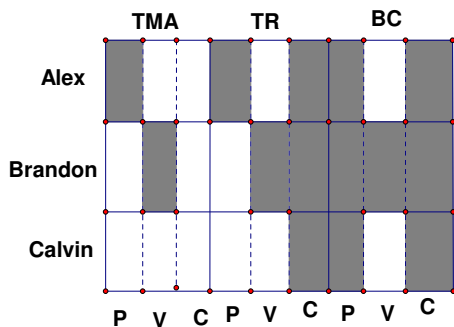 TMA TR BC
Alex
Brandon
Calvin
P V C P V C P V C